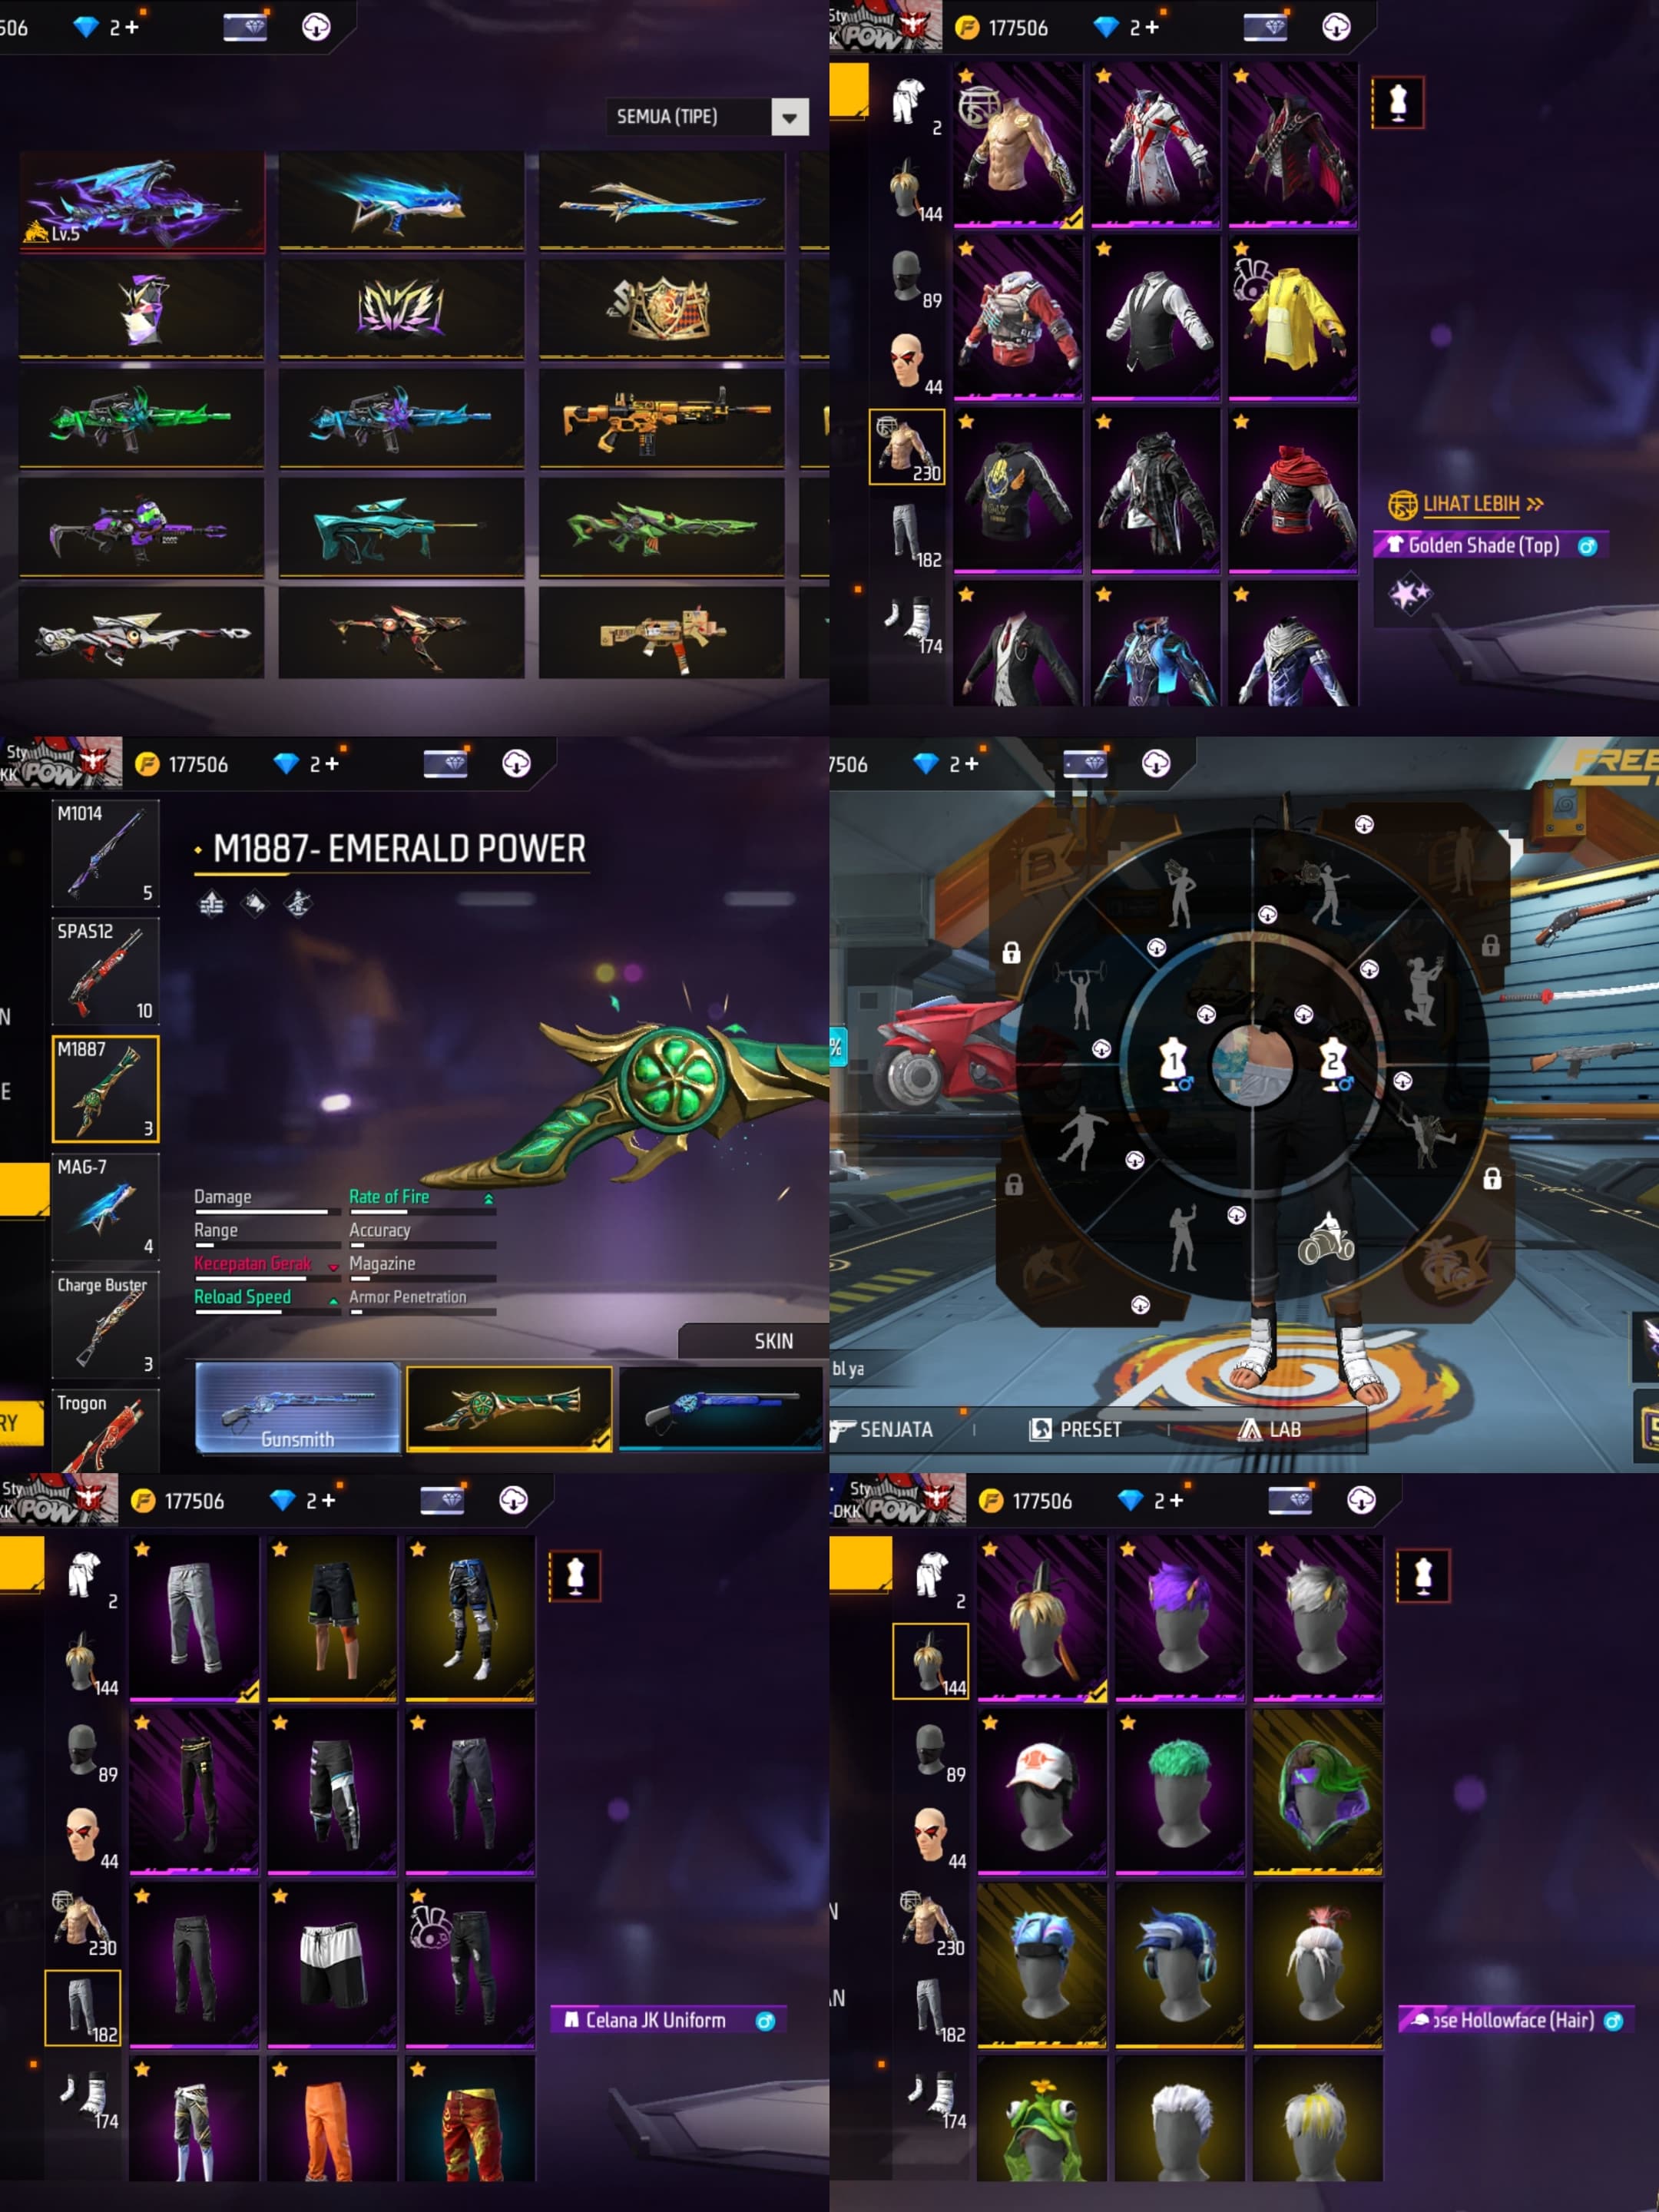 506
2+
SEMUA (TIPE)
Lv.5
Sty
K
POW
177506
2+
2
144
89
44
230
182
174
LIHAT LEBIH
Golden Shade (Top)
Sty
KK
POW
177506
2+
M1014
5
SPAS12
10
M1887
3
MAG-7
4
Charge Buster
3
Trogon
N
E
RY
M1887- EMERALD POWER
Damage
Rate of Fire
Range
Accuracy
Kecepatan Gerak
Magazine
Reload Speed
Armor Penetration
SKIN
Gunsmith
7506
2+
FREE
%
1
2
bl ya
SENJATA
PRESET
LAB
Sty
KK
POW
177506
2+
2
144
89
44
230
182
174
Celana JK Uniform
Sty
-DKK
POW
177506
2+
2
144
89
44
230
182
174
N
AN
ose Hollowface (Hair)